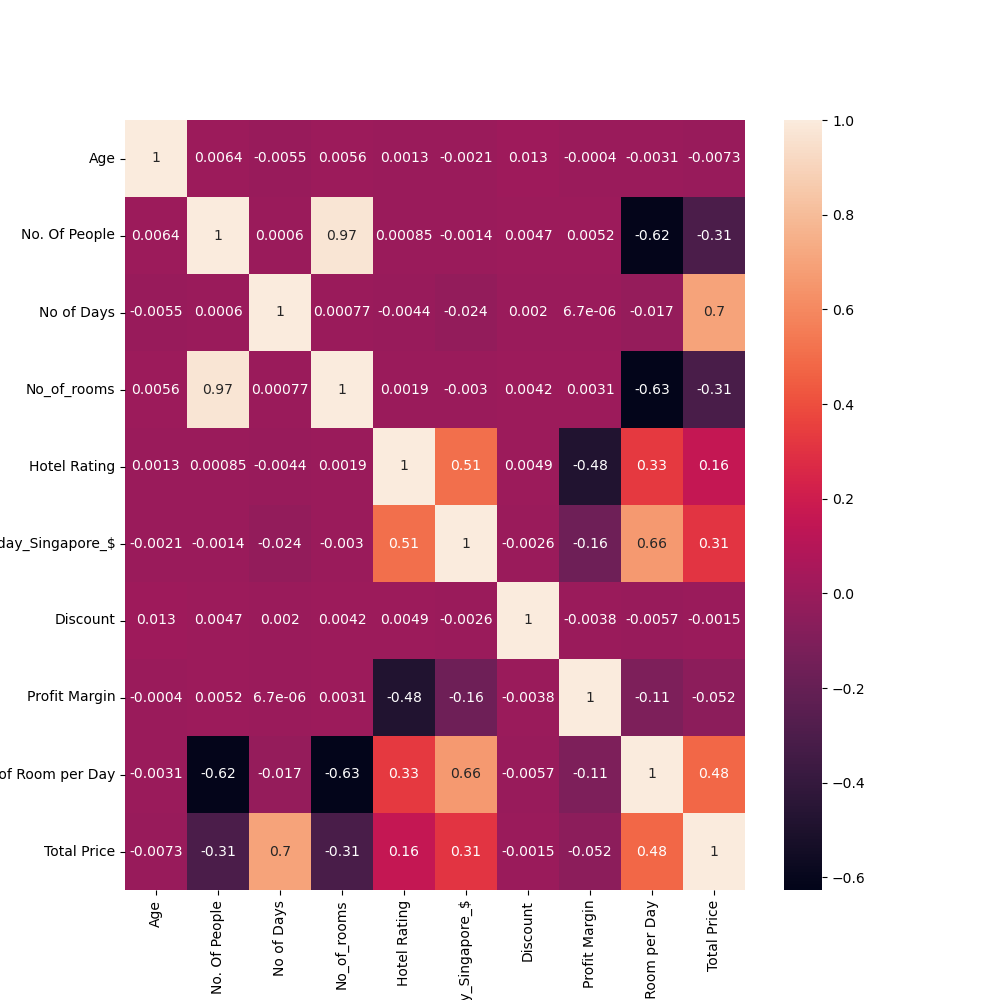 Age 1 0.0064 -0.0055 0.0056 0.0013 -0.0021 0.013 -0.0004 -0.0031 -0.0073
No. Of People 0.0064 1 0.0006 0.97 0.00085 -0.0014 0.0047 0.0052 -0.62 -0.31
No of Days -0.0055 0.0006 1 0.00077 -0.0044 -0.024 0.002 6.7e-06 -0.017 0.7
No_of_rooms 0.0056 0.97 0.00077 1 0.0019 -0.003 0.0042 0.0031 -0.63 -0.31
Hotel Rating 0.0013 0.00085 -0.0044 0.0019 1 0.51 0.0049 -0.48 0.33 0.16
day_Singapore_$ -0.0021 -0.0014 -0.024 -0.003 0.51 1 -0.0026 -0.16 0.66 0.31
Discount 0.013 0.0047 0.002 0.0042 0.0049 -0.0026 1 -0.0038 -0.0057 -0.0015
Profit Margin -0.0004 0.0052 6.7e-06 0.0031 -0.48 -0.16 -0.0038 1 -0.11 -0.052
of Room per Day -0.0031 -0.62 -0.017 -0.63 0.33 0.66 -0.0057 -0.11 1 0.48
Total Price -0.0073 -0.31 0.7 -0.31 0.16 0.31 -0.0015 -0.052 0.48 1
Age
No. Of People
No of Days
No_of_rooms
Hotel Rating
y_Singapore_$
Discount
Profit Margin
Room per Day
Total Price
1.0
0.8
0.6
0.4
0.2
0.0
−0.2
−0.4
−0.6